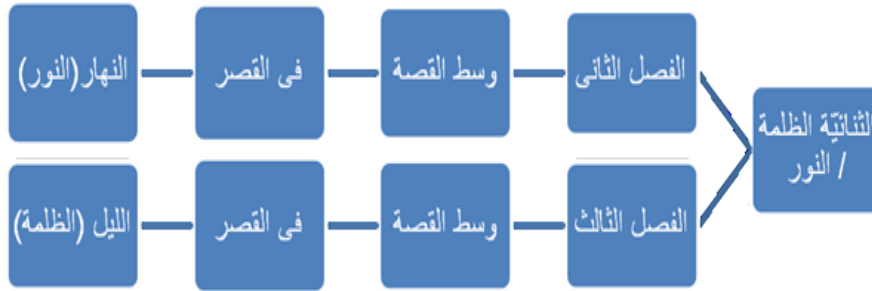 الثنائيّة الظلمة
/ النور
الفصل الثانى
وسط القصة
فى القصر
النهار(النور)
الفصل الثالث
وسط القصة
فى القصر
الليل (الظلمة)